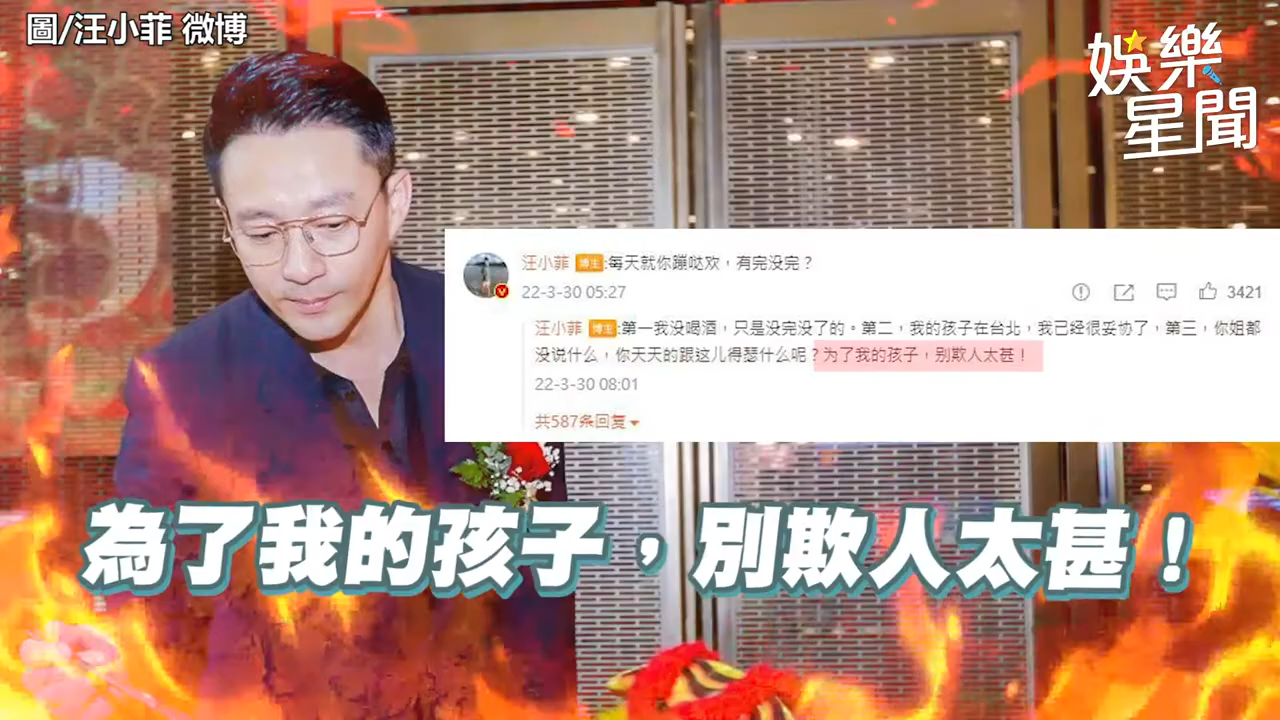 圖/汪小菲 微博
娛樂
星聞
汪小菲 博主:每天就你蹦哒欢，有完没完？
22-3-30 05:27
3421
汪小菲 博主:第一我没喝酒，只是没完没了的。第二，我的孩子在台北，我已经很妥协了，第三，你姐都
没说什么，你天天的跟这儿得瑟什么呢？为了我的孩子，别欺人太甚！
22-3-30 08:01
共587条回复
為了我的孩子，別欺人太甚！